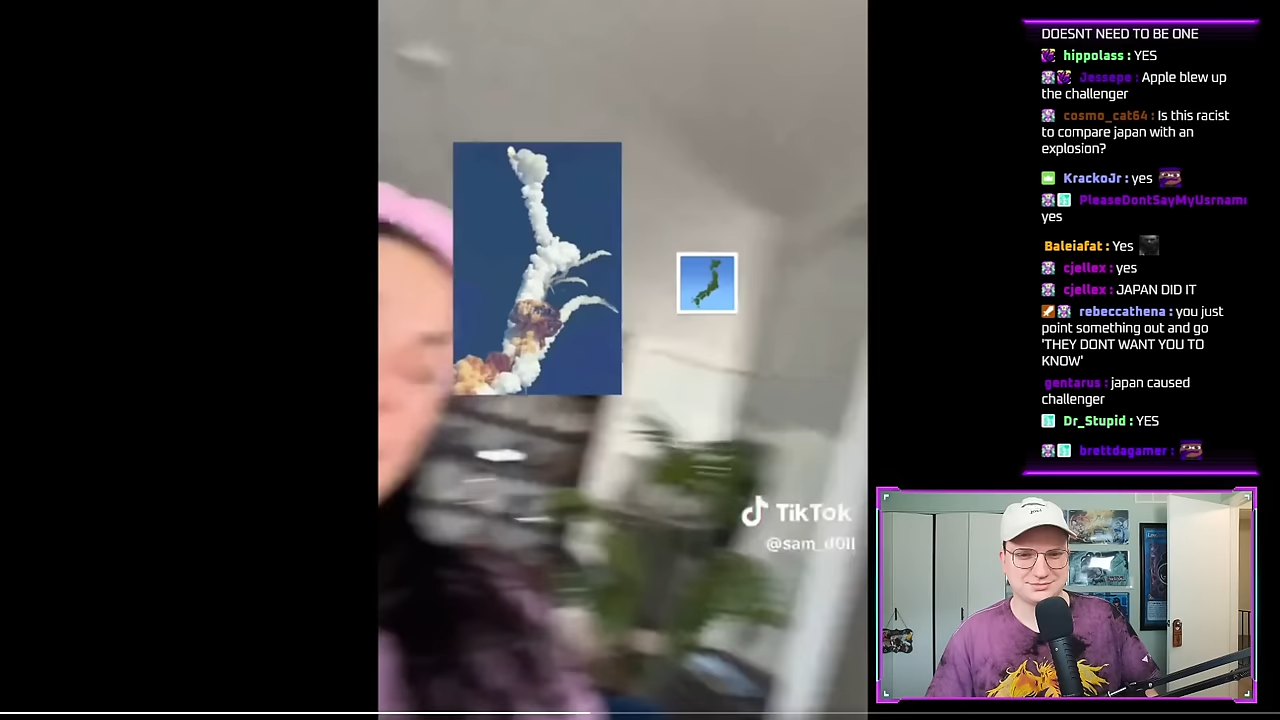 DOESNT NEED TO BE ONE
hippolass : YES
Jessepe : Apple blew up
the challenger
cosmo_cat64 : Is this racist
to compare japan with an
explosion?
KrackoJr : yes
PleaseDontSayMyUsrnam
yes
Baleiafat : Yes
cjellex : yes
cjellex : JAPAN DID IT
rebeccathena : you just
point something out and go
'THEY DONT WANT YOU TO
KNOW'
gentarus : japan caused
challenger
Dr_Stupid : YES
brettdagamer :
TikTok
@sam_d0ll